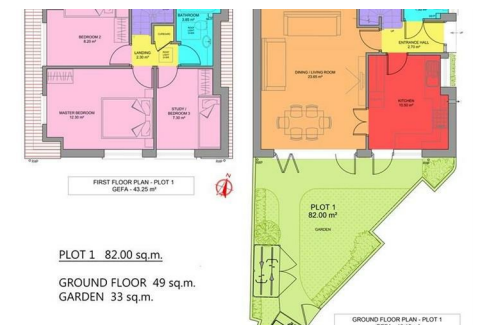 BATHROOM
BEDROOM 2
LANDING
MASTER BEDROOM
STUDY /
BEDROOM 3
FIRST FLOOR PLAN - PLOT 1
GEFA - 43.25 m²
N
PLOT 1 82.00 sq.m.
GROUND FLOOR 49 sq.m.
GARDEN 33 sq.m.
ENTRANCE HALL
DINING / LIVING ROOM
KITCHEN
PLOT 1
82.00 m²
GARDEN
GROUND FLOOR PLAN - PLOT 1